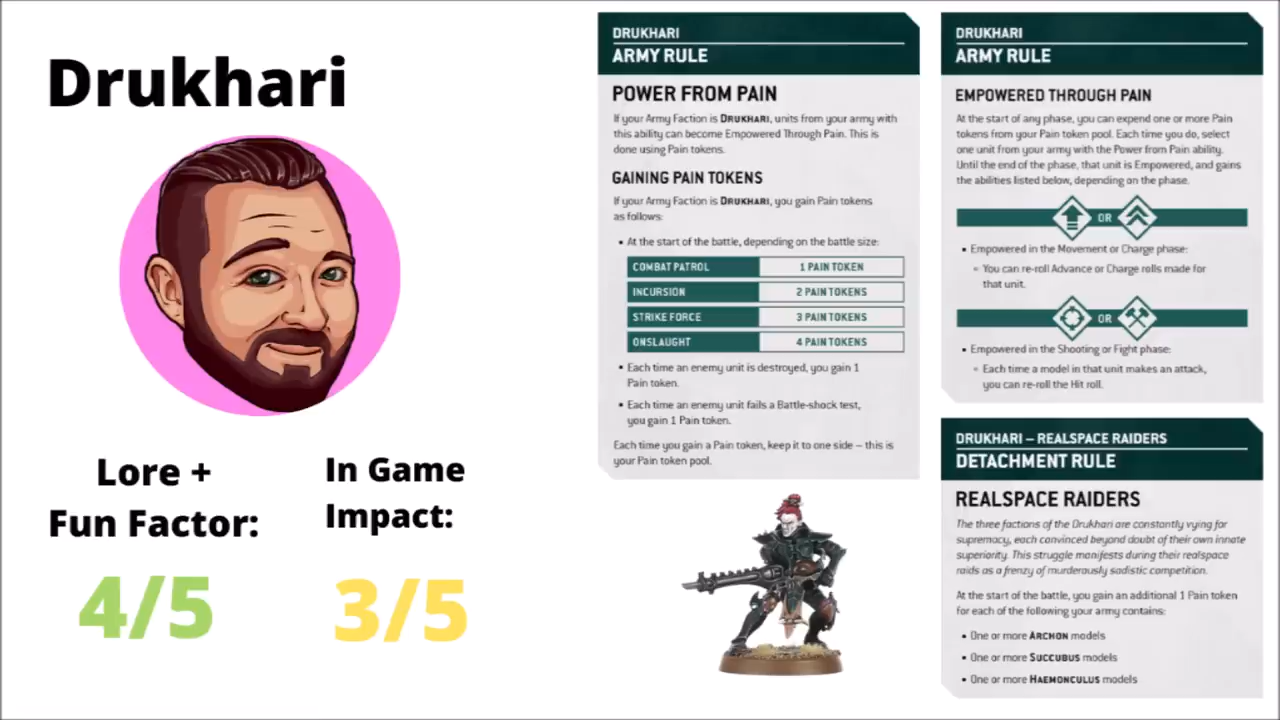 Drukhari
Lore +
Fun Factor:
4/5
In Game
Impact:
3/5
DRUKHARI
ARMY RULE
POWER FROM PAIN
If your Army Faction is DRUKHARI, units from your army with
this ability can become Empowered Through Pain. This is
done using Pain tokens.
GAINING PAIN TOKENS
If your Army Faction is DRUKHARI, you gain Pain tokens
as follows:
▪ At the start of the battle, depending on the battle size:
COMBAT PATROL 1 PAIN TOKEN
INCURSION 2 PAIN TOKENS
STRIKE FORCE 3 PAIN TOKENS
ONSLAUGHT 4 PAIN TOKENS
▪ Each time an enemy unit is destroyed, you gain 1
Pain token.
▪ Each time an enemy unit fails a Battle-shock test,
you gain 1 Pain token.
Each time you gain a Pain token, keep it to one side – this is
your Pain token pool.
DRUKHARI
ARMY RULE
EMPOWERED THROUGH PAIN
At the start of any phase, you can expend one or more Pain
tokens from your Pain token pool. Each time you do, select
one unit from your army with the Power from Pain ability.
Until the end of the phase, that unit is Empowered, and gains
the abilities listed below, depending on the phase.
OR
▪ Empowered in the Movement or Charge phase:
▫ You can re-roll Advance or Charge rolls made for
that unit.
OR
▪ Empowered in the Shooting or Fight phase:
▫ Each time a model in that unit makes an attack,
you can re-roll the Hit roll.
DRUKHARI – REALSPACE RAIDERS
DETACHMENT RULE
REALSPACE RAIDERS
The three factions of the Drukhari are constantly vying for
supremacy, each convinced beyond doubt of their own innate
superiority. This struggle manifests during their realspace
raids as a frenzy of murderously sadistic competition.
At the start of the battle, you gain an additional 1 Pain token
for each of the following your army contains:
▪ One or more ARCHON models
▪ One or more SUCCUBUS models
▪ One or more HAEMONCULUS models